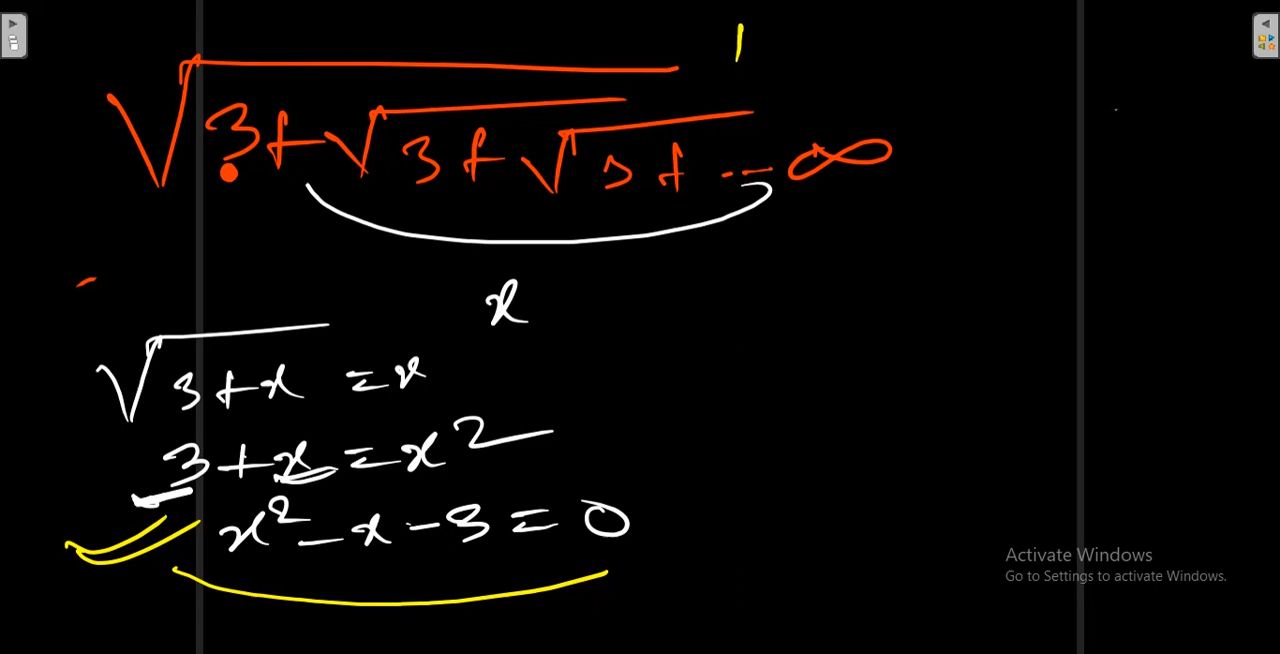 √3+√3+√3+ -- ∞
x
√3+x = x
3+x = x²
x²-x-3=0
Activate Windows
Go to Settings to activate Windows.